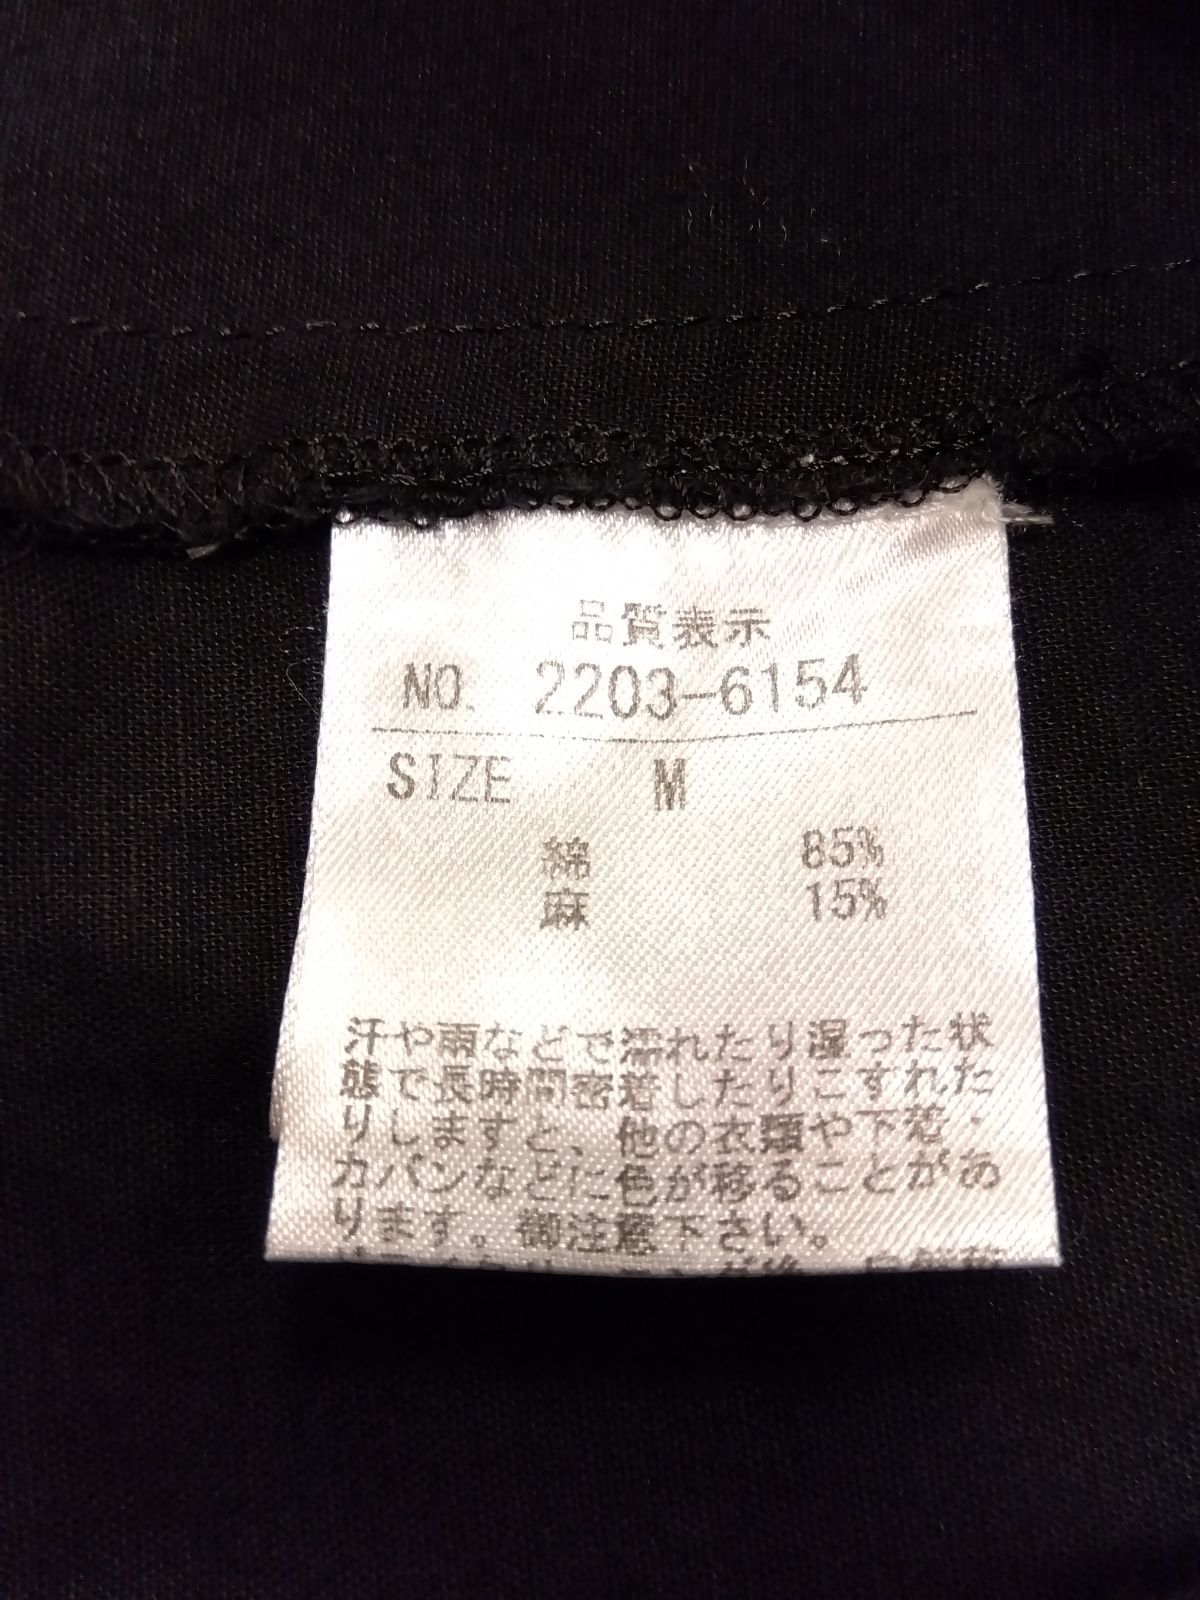 品質表示
NO. 2203-6154
SIZE M
綿 85%
麻 15%
汗や雨などで濡れたり湿った状
態で長時間密着したりこすれた
りしますと、他の衣類や下着・
カバンなどに色が移ることがあ
ります。御注意下さい。